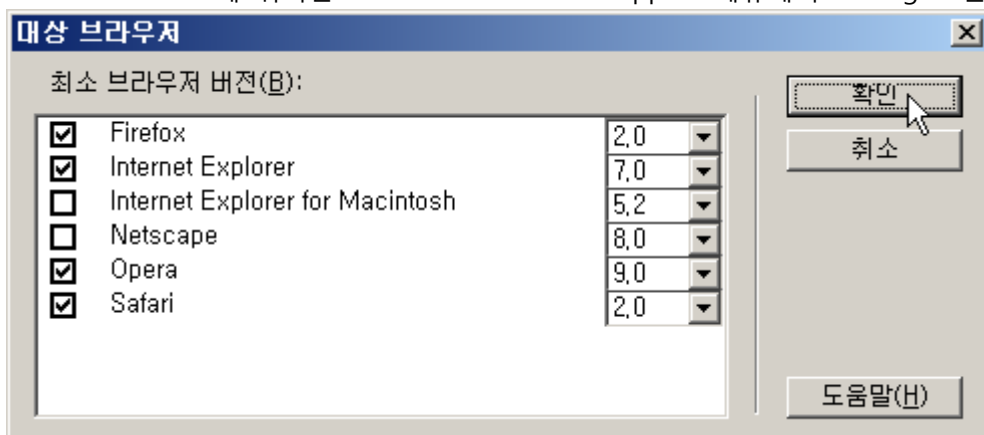 대상 브라우저
최소 브라우저 버전(B):
Firefox 2,0
Internet Explorer 7,0
Internet Explorer for Macintosh 5,2
Netscape 8,0
Opera 9,0
Safari 2,0
확인
취소
도움말(H)